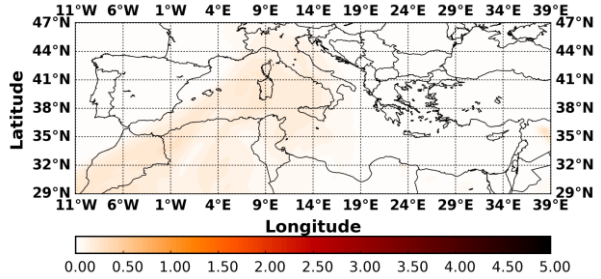 11°W 6°W 1°W 4°E 9°E 14°E 19°E 24°E 29°E 34°E 39°E
47°N 47°N
44°N 44°N
41°N 41°N
38°N 38°N
35°N 35°N
32°N 32°N
29°N 29°N
11°W 6°W 1°W 4°E 9°E 14°E 19°E 24°E 29°E 34°E 39°E
Latitude
Longitude
0.00 0.50 1.00 1.50 2.00 2.50 3.00 3.50 4.00 4.50 5.00